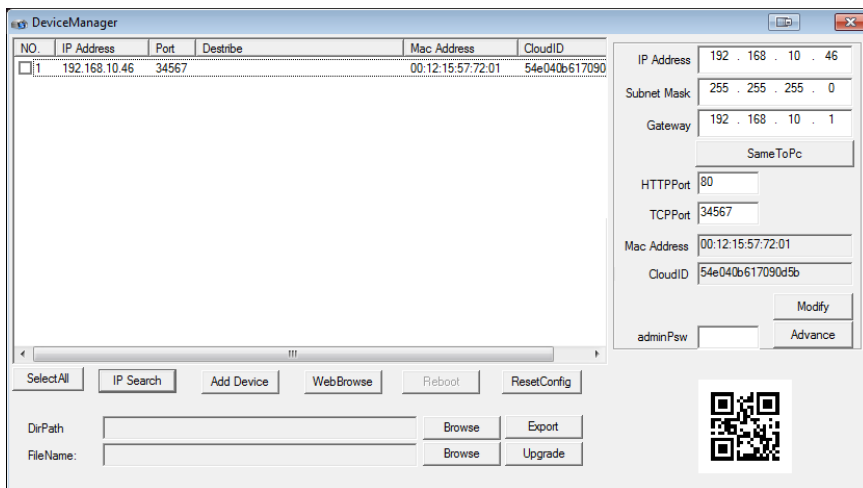 DeviceManager
NO. IP Address Port Destribe Mac Address CloudID
1 192.168.10.46 34567 00:12:15:57:72:01 54e040b617090
IP Address 192 . 168 . 10 . 46
Subnet Mask 255 . 255 . 255 . 0
Gateway 192 . 168 . 10 . 1
SameToPc
HTTPPort 80
TCPPort 34567
Mac Address 00:12:15:57:72:01
CloudID 54e040b617090d5b
Modify
adminPsw Advance
SelectAll IP Search Add Device WebBrowse Reboot ResetConfig
DirPath Browse Export
FileName: Browse Upgrade